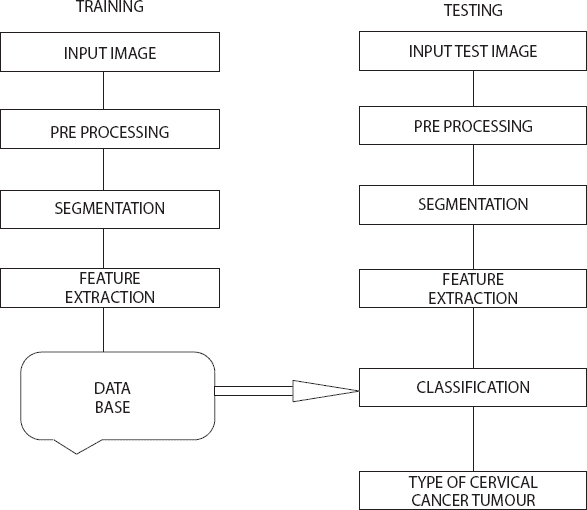 TRAINING
INPUT IMAGE
PRE PROCESSING
SEGMENTATION
FEATURE
EXTRACTION
DATA
BASE
TESTING
INPUT TEST IMAGE
PRE PROCESSING
SEGMENTATION
FEATURE
EXTRACTION
CLASSIFICATION
TYPE OF CERVICAL
CANCER TUMOUR